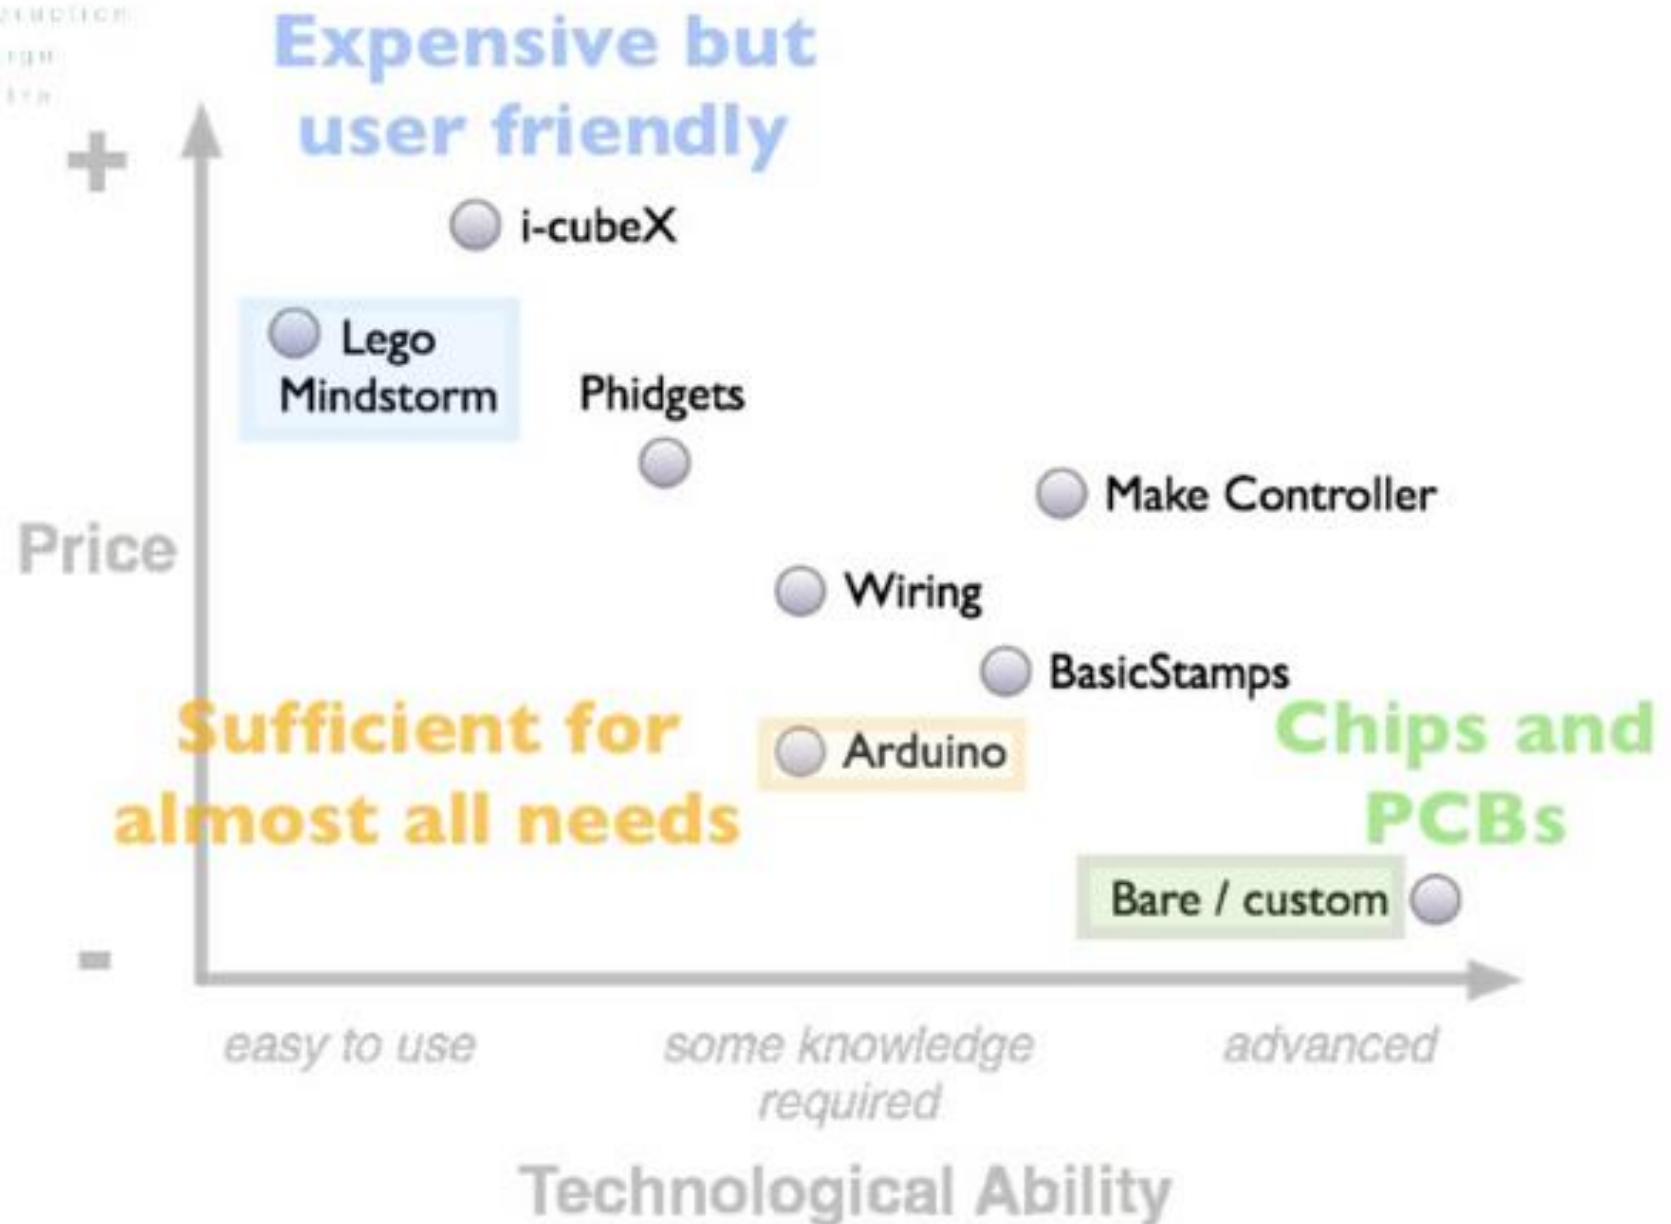 Expensive but
user friendly
+
i-cubeX
Lego
Mindstorm
Phidgets
Make Controller
Price
Wiring
BasicStamps
Sufficient for
almost all needs
Arduino
Chips and
PCBs
Bare / custom
-
easy to use
some knowledge
required
advanced
Technological Ability